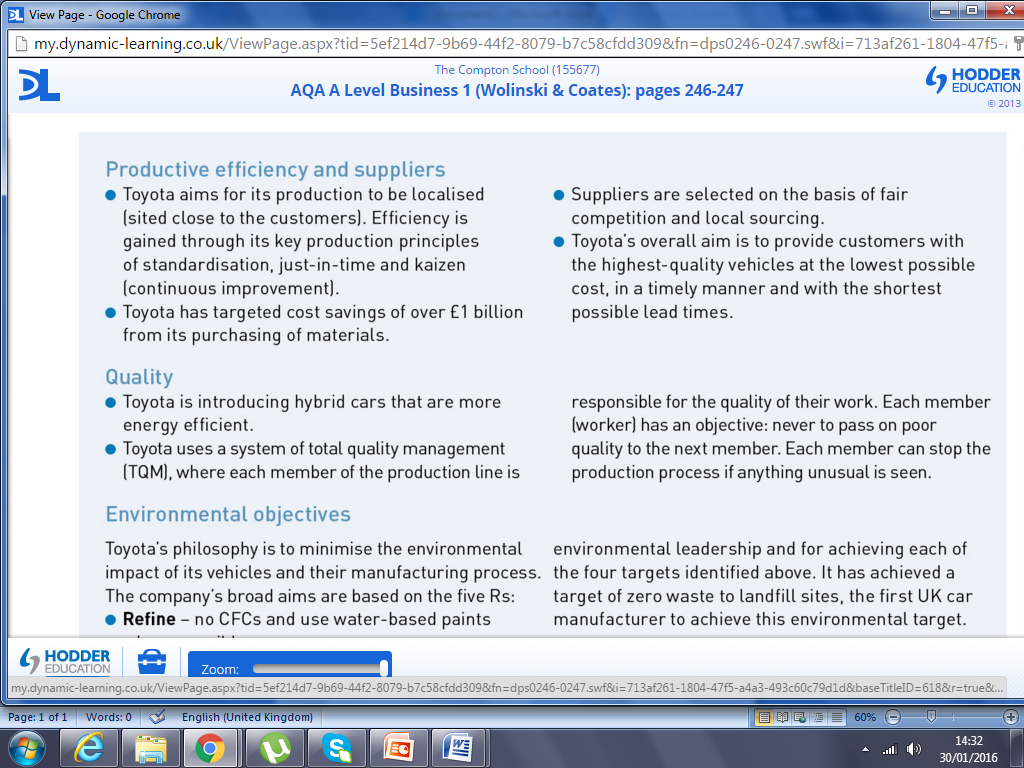 View Page - Google Chrome
my.dynamic-learning.co.uk/ViewPage.aspx?tid=5ef214d7-9b69-44f2-8079-b7c58cfdd309&fn=dps0246-0247.swf&i=713af261-1804-47f5-
DL
The Compton School (155677)
AQA A Level Business 1 (Wolinski & Coates): pages 246-247
HODDER
EDUCATION
© 2013
Productive efficiency and suppliers
● Toyota aims for its production to be localised
(sited close to the customers). Efficiency is
gained through its key production principles
of standardisation, just-in-time and kaizen
(continuous improvement).
● Toyota has targeted cost savings of over £1 billion
from its purchasing of materials.
● Suppliers are selected on the basis of fair
competition and local sourcing.
● Toyota's overall aim is to provide customers with
the highest-quality vehicles at the lowest possible
cost, in a timely manner and with the shortest
possible lead times.
Quality
● Toyota is introducing hybrid cars that are more
energy efficient.
● Toyota uses a system of total quality management
(TQM), where each member of the production line is
responsible for the quality of their work. Each member
(worker) has an objective: never to pass on poor
quality to the next member. Each member can stop the
production process if anything unusual is seen.
Environmental objectives
Toyota's philosophy is to minimise the environmental
impact of its vehicles and their manufacturing process.
The company's broad aims are based on the five Rs:
● Refine – no CFCs and use water-based paints
environmental leadership and for achieving each of
the four targets identified above. It has achieved a
target of zero waste to landfill sites, the first UK car
manufacturer to achieve this environmental target.
HODDER
EDUCATION
Zoom:
my.dynamic-learning.co.uk/ViewPage.aspx?tid=5ef214d7-9b69-44f2-8079-b7c58cfdd309&fn=dps0246-0247.swf&i=713af261-1804-47f5-a4a3-493c60c79d1d&baseTitleID=618&r=true&...
Page: 1 of 1
Words: 0
English (United Kingdom)
60%
14:32
30/01/2016